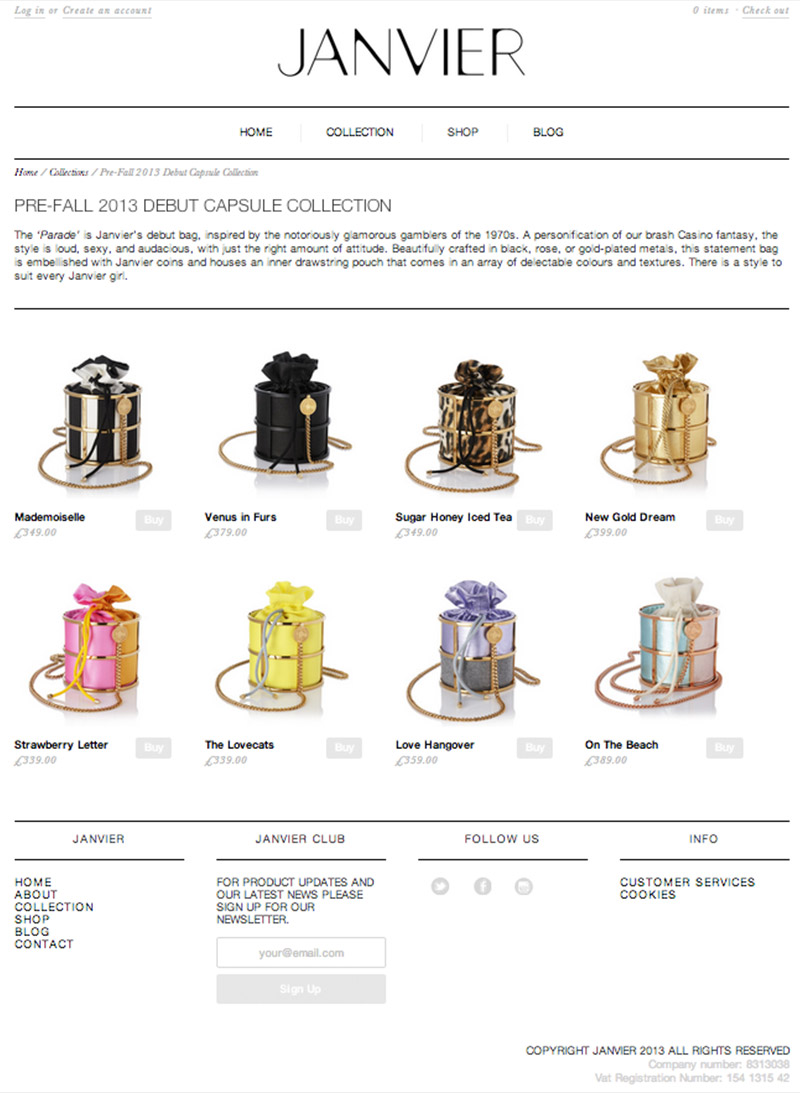 Log in or Create an account
0 items · Check out
JANVIER
HOME
COLLECTION
SHOP
BLOG
Home / Collections / Pre-Fall 2013 Debut Capsule Collection
PRE-FALL 2013 DEBUT CAPSULE COLLECTION
The 'Parade' is Janvier's debut bag, inspired by the notoriously glamorous gamblers of the 1970s. A personification of our brash Casino fantasy, the
style is loud, sexy, and audacious, with just the right amount of attitude. Beautifully crafted in black, rose, or gold-plated metals, this statement bag
is embellished with Janvier coins and houses an inner drawstring pouch that comes in an array of delectable colours and textures. There is a style to
suit every Janvier girl.
Mademoiselle
£349.00
Buy
Venus in Furs
£379.00
Buy
Sugar Honey Iced Tea
£349.00
Buy
New Gold Dream
£399.00
Buy
Strawberry Letter
£339.00
Buy
The Lovecats
£339.00
Buy
Love Hangover
£359.00
Buy
On The Beach
£389.00
Buy
JANVIER
HOME
ABOUT
COLLECTION
SHOP
BLOG
CONTACT
JANVIER CLUB
FOR PRODUCT UPDATES AND
OUR LATEST NEWS PLEASE
SIGN UP FOR OUR
NEWSLETTER.
your@email.com
Sign Up
FOLLOW US
INFO
CUSTOMER SERVICES
COOKIES
COPYRIGHT JANVIER 2013 ALL RIGHTS RESERVED
Company number: 8313038
Vat Registration Number: 154 1315 42